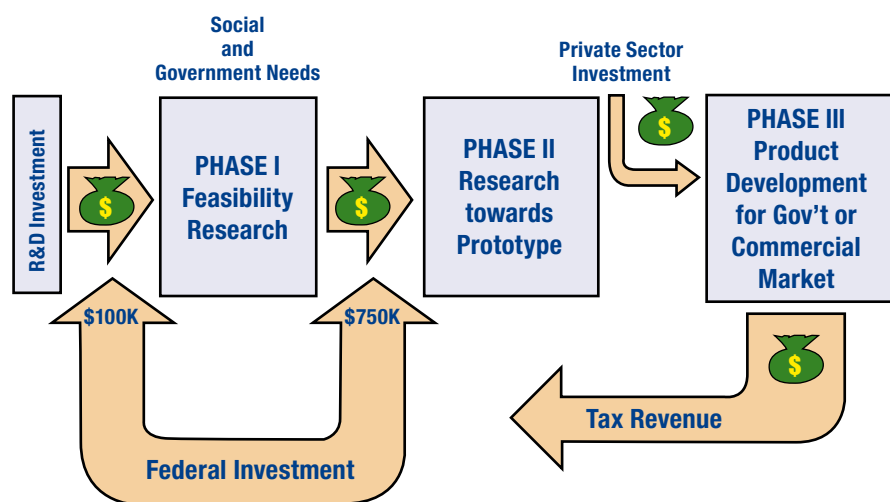 Social
and
Government Needs
Private Sector
Investment
R&D Investment
$
PHASE I
Feasibility
Research
$
PHASE II
Research
towards
Prototype
$
PHASE III
Product
Development
for Gov’t or
Commercial
Market
$100K
$750K
$
Tax Revenue
Federal Investment